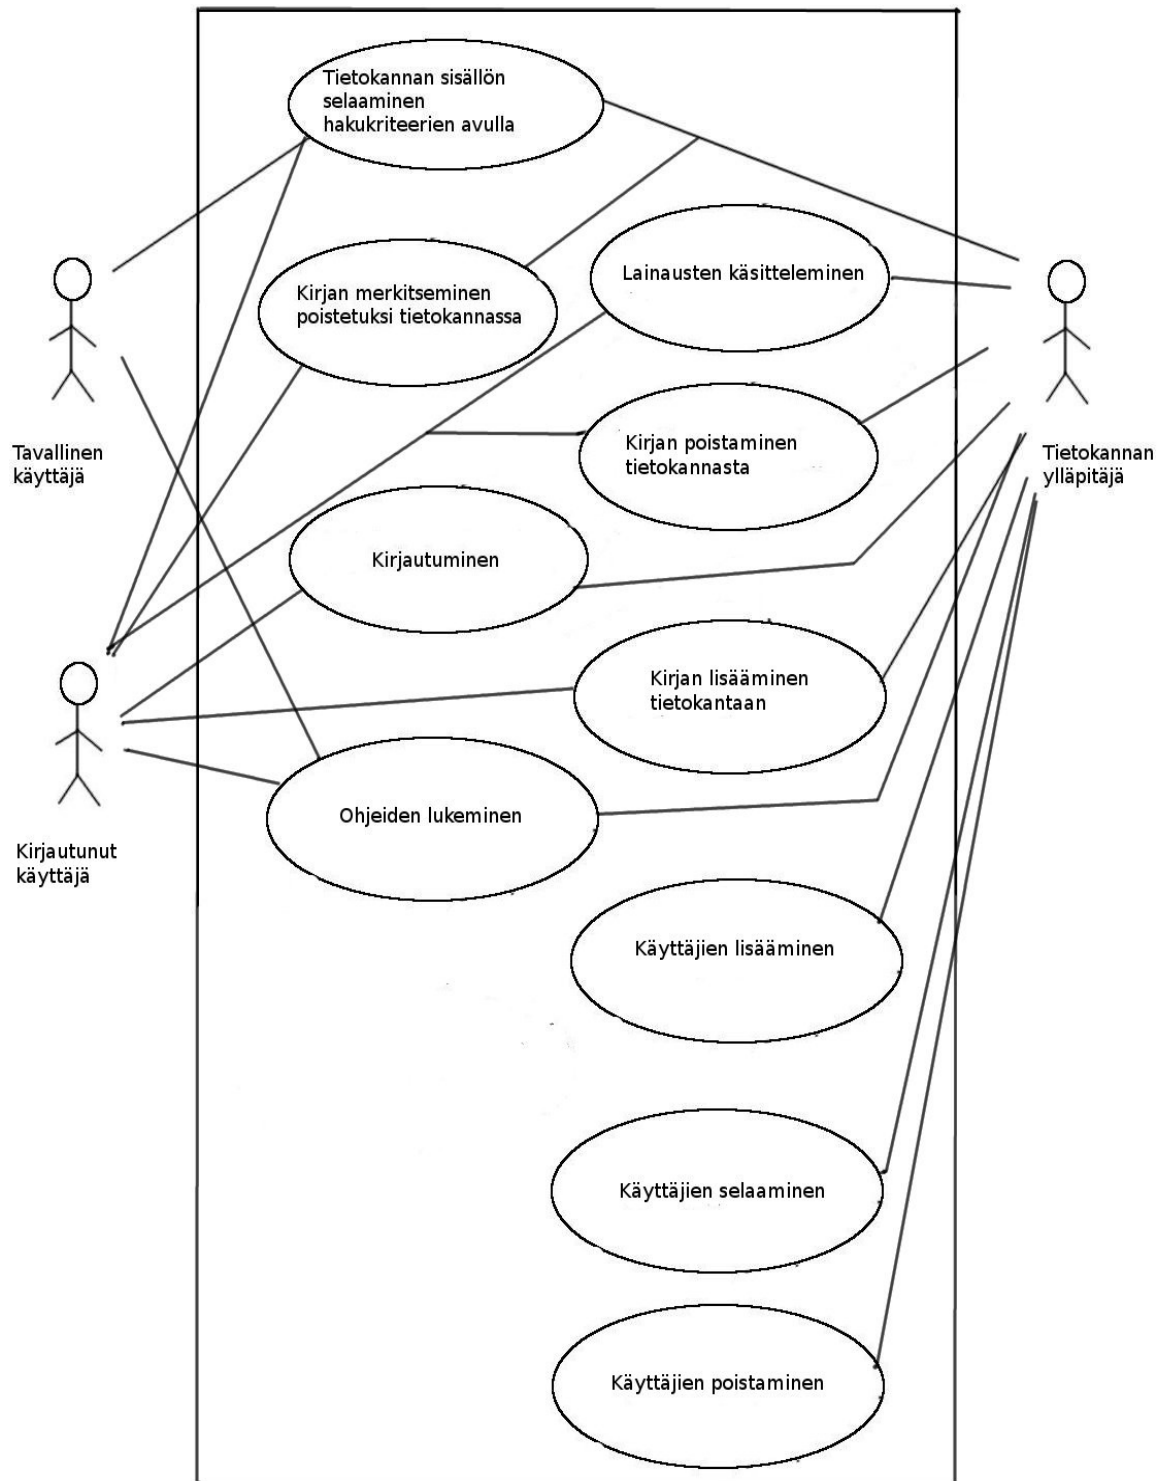 Tietokannan sisällön
selaaminen
hakukriteerien avulla
Lainausten käsitteleminen
Kirjan merkitseminen
poistetuksi tietokannassa
Kirjan poistaminen
tietokannasta
Tavallinen
käyttäjä
Tietokannan
ylläpitäjä
Kirjautuminen
Kirjan lisääminen
tietokantaan
Ohjeiden lukeminen
Kirjautunut
käyttäjä
Käyttäjien lisääminen
Käyttäjien selaaminen
Käyttäjien poistaminen